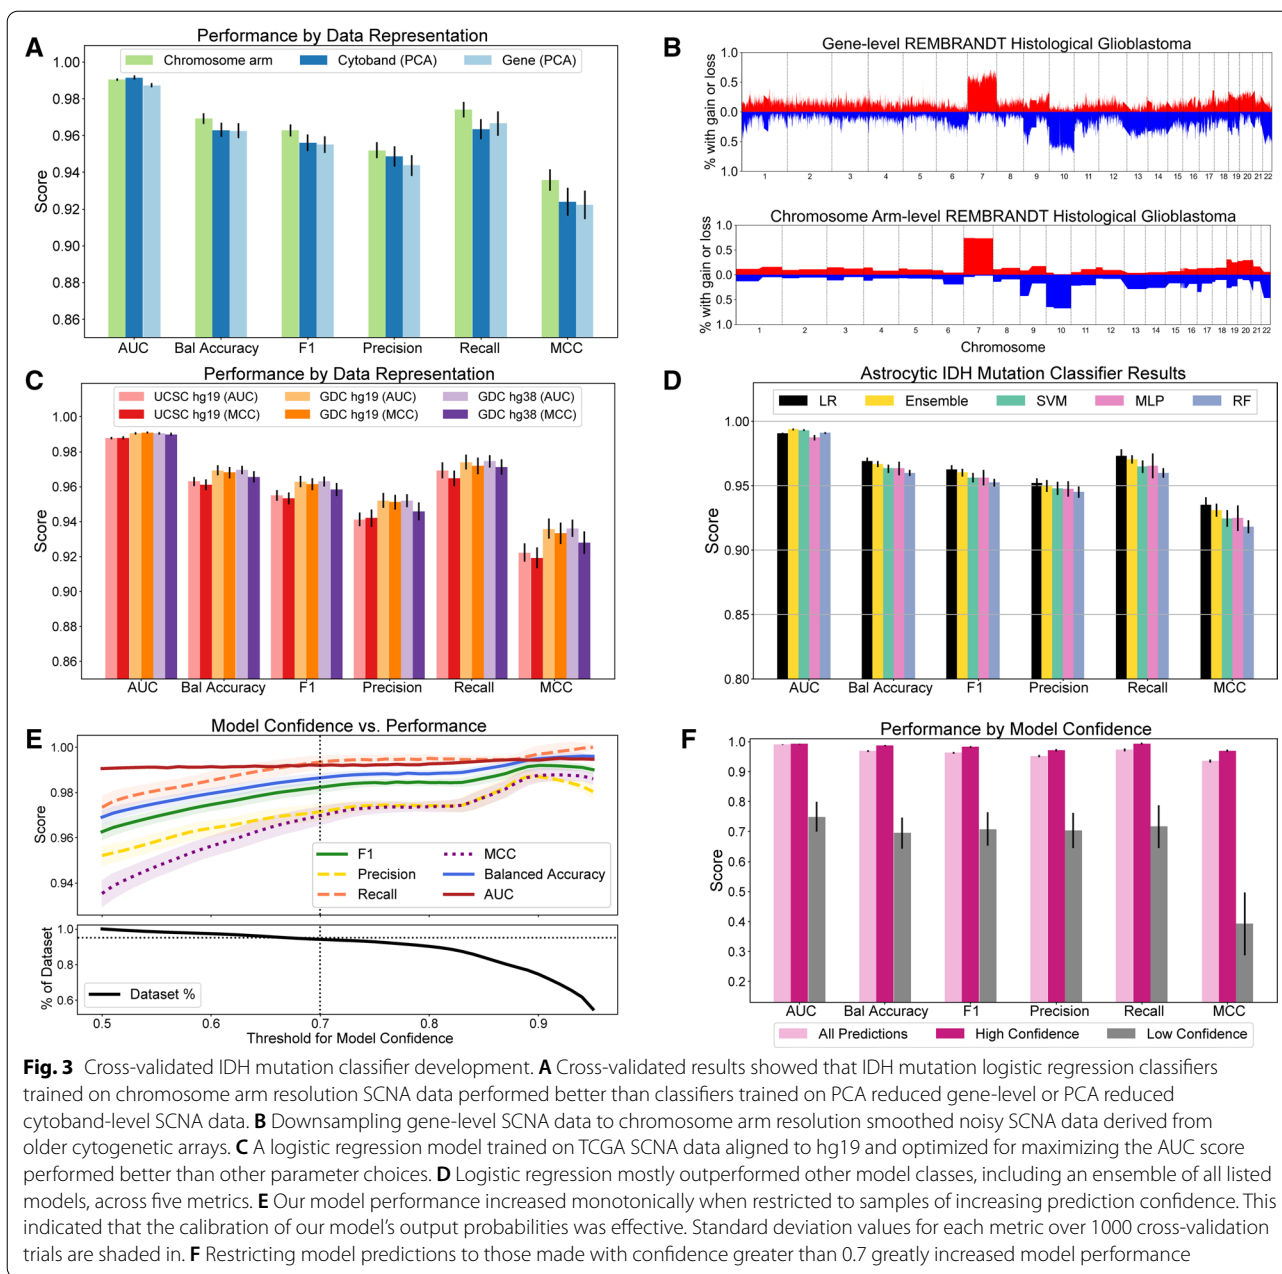 A
Performance by Data Representation
Chromosome arm
Cytoband (PCA)
Gene (PCA)
1.00
0.98
0.96
0.94
0.92
0.90
0.88
0.86
Score
AUC
Bal Accuracy
F1
Precision
Recall
MCC
B
Gene-level REMBRANDT Histological Glioblastoma
1.0
0.5
0.0
0.5
1.0
% with gain or loss
1 2 3 4 5 6 7 8 9 10 11 12 13 14 15 16 17 18 19 20 21 22
Chromosome Arm-level REMBRANDT Histological Glioblastoma
1.0
0.5
0.0
0.5
1.0
% with gain or loss
1 2 3 4 5 6 7 8 9 10 11 12 13 14 15 16 17 18 19 20 21 22
Chromosome
C
Performance by Data Representation
UCSC hg19 (AUC)
GDC hg19 (AUC)
GDC hg38 (AUC)
UCSC hg19 (MCC)
GDC hg19 (MCC)
GDC hg38 (MCC)
1.00
0.98
0.96
0.94
0.92
0.90
0.88
0.86
Score
AUC
Bal Accuracy
F1
Precision
Recall
MCC
D
Astrocytic IDH Mutation Classifier Results
LR
Ensemble
SVM
MLP
RF
1.00
0.95
0.90
0.85
0.80
Score
AUC
Bal Accuracy
F1
Precision
Recall
MCC
E
Model Confidence vs. Performance
1.00
0.98
0.96
0.94
Score
F1
MCC
Precision
Balanced Accuracy
Recall
AUC
1.0
0.8
0.6
% of Dataset
Dataset %
0.5
0.6
0.7
0.8
0.9
Threshold for Model Confidence
F
Performance by Model Confidence
1.0
0.9
0.8
0.7
0.6
0.5
0.4
0.3
0.2
Score
AUC
Bal Accuracy
F1
Precision
Recall
MCC
All Predictions
High Confidence
Low Confidence
Fig. 3 Cross-validated IDH mutation classifier development. A Cross-validated results showed that IDH mutation logistic regression classifiers
trained on chromosome arm resolution SCNA data performed better than classifiers trained on PCA reduced gene-level or PCA reduced
cytoband-level SCNA data. B Downsampling gene-level SCNA data to chromosome arm resolution smoothed noisy SCNA data derived from
older cytogenetic arrays. C A logistic regression model trained on TCGA SCNA data aligned to hg19 and optimized for maximizing the AUC score
performed better than other parameter choices. D Logistic regression mostly outperformed other model classes, including an ensemble of all listed
models, across five metrics. E Our model performance increased monotonically when restricted to samples of increasing prediction confidence. This
indicated that the calibration of our model's output probabilities was effective. Standard deviation values for each metric over 1000 cross-validation
trials are shaded in. F Restricting model predictions to those made with confidence greater than 0.7 greatly increased model performance